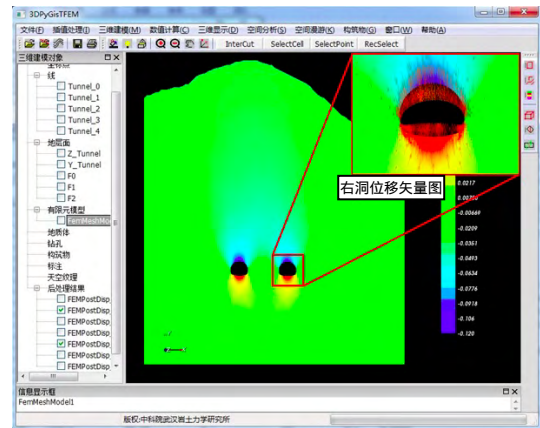 3DPyGisTFEM
文件(F) 插值处理(I) 三维建模(M) 数值计算(C) 三维显示(D) 空间分析(S) 空间漫游(K) 构筑物(G) 窗口(W) 帮助(A)
InterCut SelectCell SelectPoint RecSelect
三维建模对象
坐标点
线
Tunnel_0
Tunnel_1
Tunnel_2
Tunnel_3
Tunnel_4
地层面
Z_Tunnel
Y_Tunnel
F0
F1
F2
有限元模型
FemMeshMo
地质体
钻孔
构筑物
标注
天空纹理
后处理结果
FEMPostDisp
FEMPostDisp
FEMPostDisp
FEMPostDisp
FEMPostDisp
FEMPostDisp
右洞位移矢量图
0.0217
-0.00669
-0.0209
-0.0351
-0.0493
-0.0634
-0.0776
-0.0918
-0.106
-0.120
信息显示框
FemMeshModel1
版权:中科院武汉岩土力学研究所